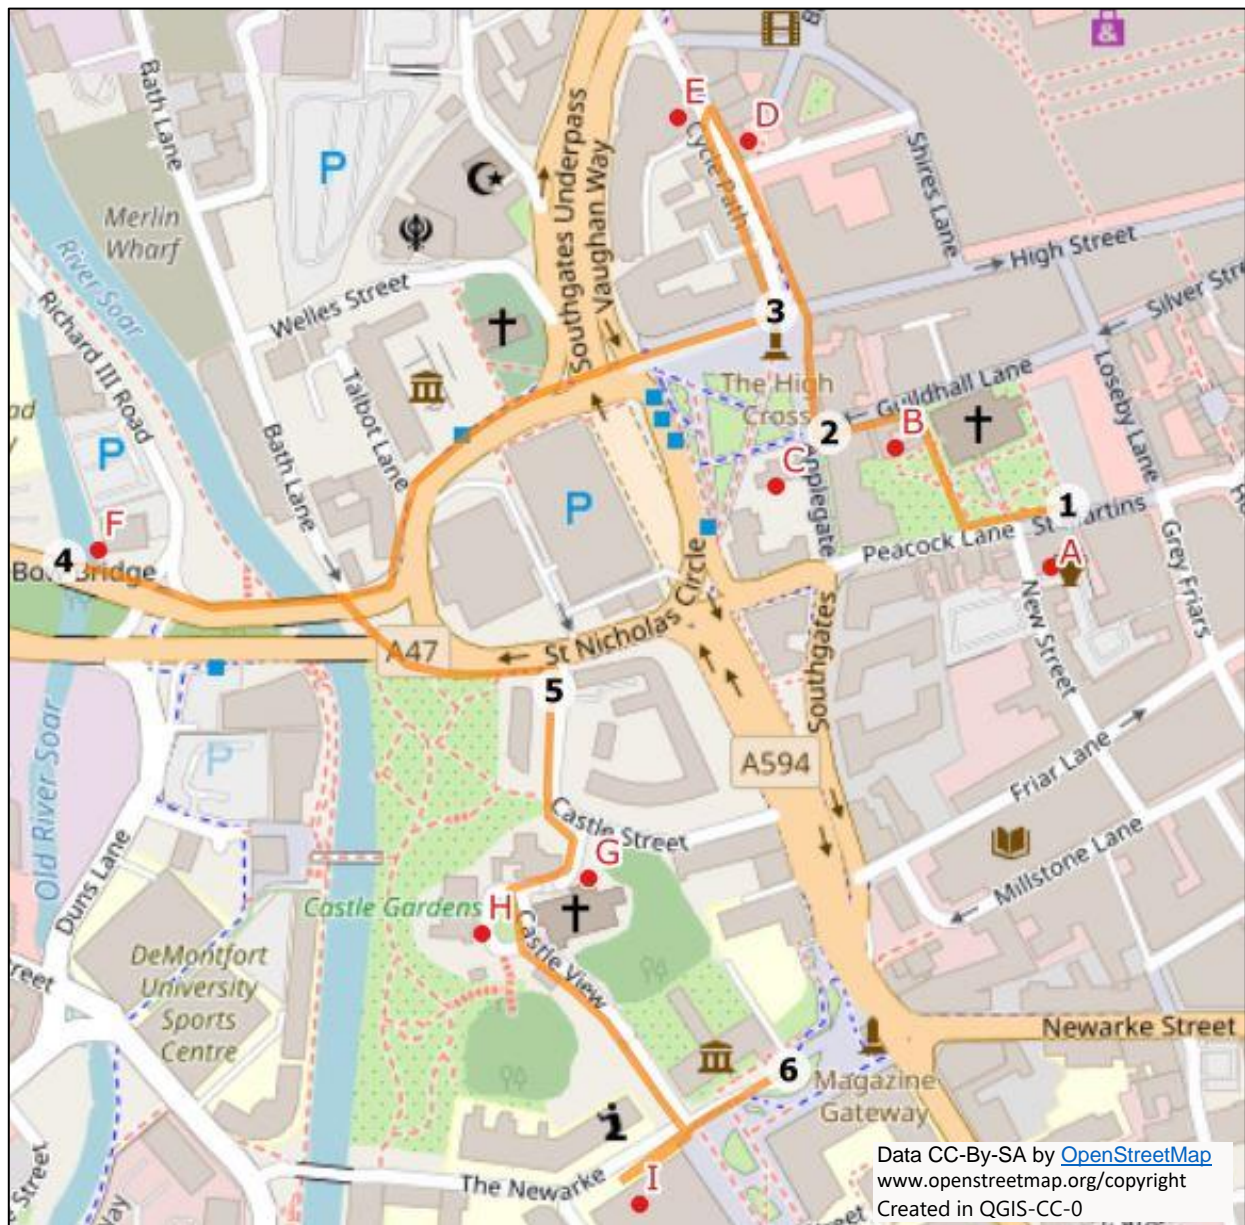 Bath Lane
Southgates Underpass
Vaughan Way
E
D
Cycle Path
P
Shires Lane
High Street
Silver Stre
Merlin
Wharf
River Soar
Welles Street
Richard III Road
3
The High
Cross
Guildhall Lane
Loseby Lane
2
B
C
Applegate
Talbot Lane
Bath Lane
P
P
1
St Martins
Peacock Lane
A
F
4
Grey Friars
New Street
St Nicholas Circle
A47
5
Southgates
A594
P
Friar Lane
Millstone Lane
Old River Soar
Duns Lane
Castle Street
G
Castle Gardens
H
Castle View
DeMontfort
University
Sports
Centre
reet
Newarke Street
6
Magazine
Gateway
The Newarke
I
e Street
Data CC-By-SA by OpenStreetMap
www.openstreetmap.org/copyright
Created in QGIS-CC-0